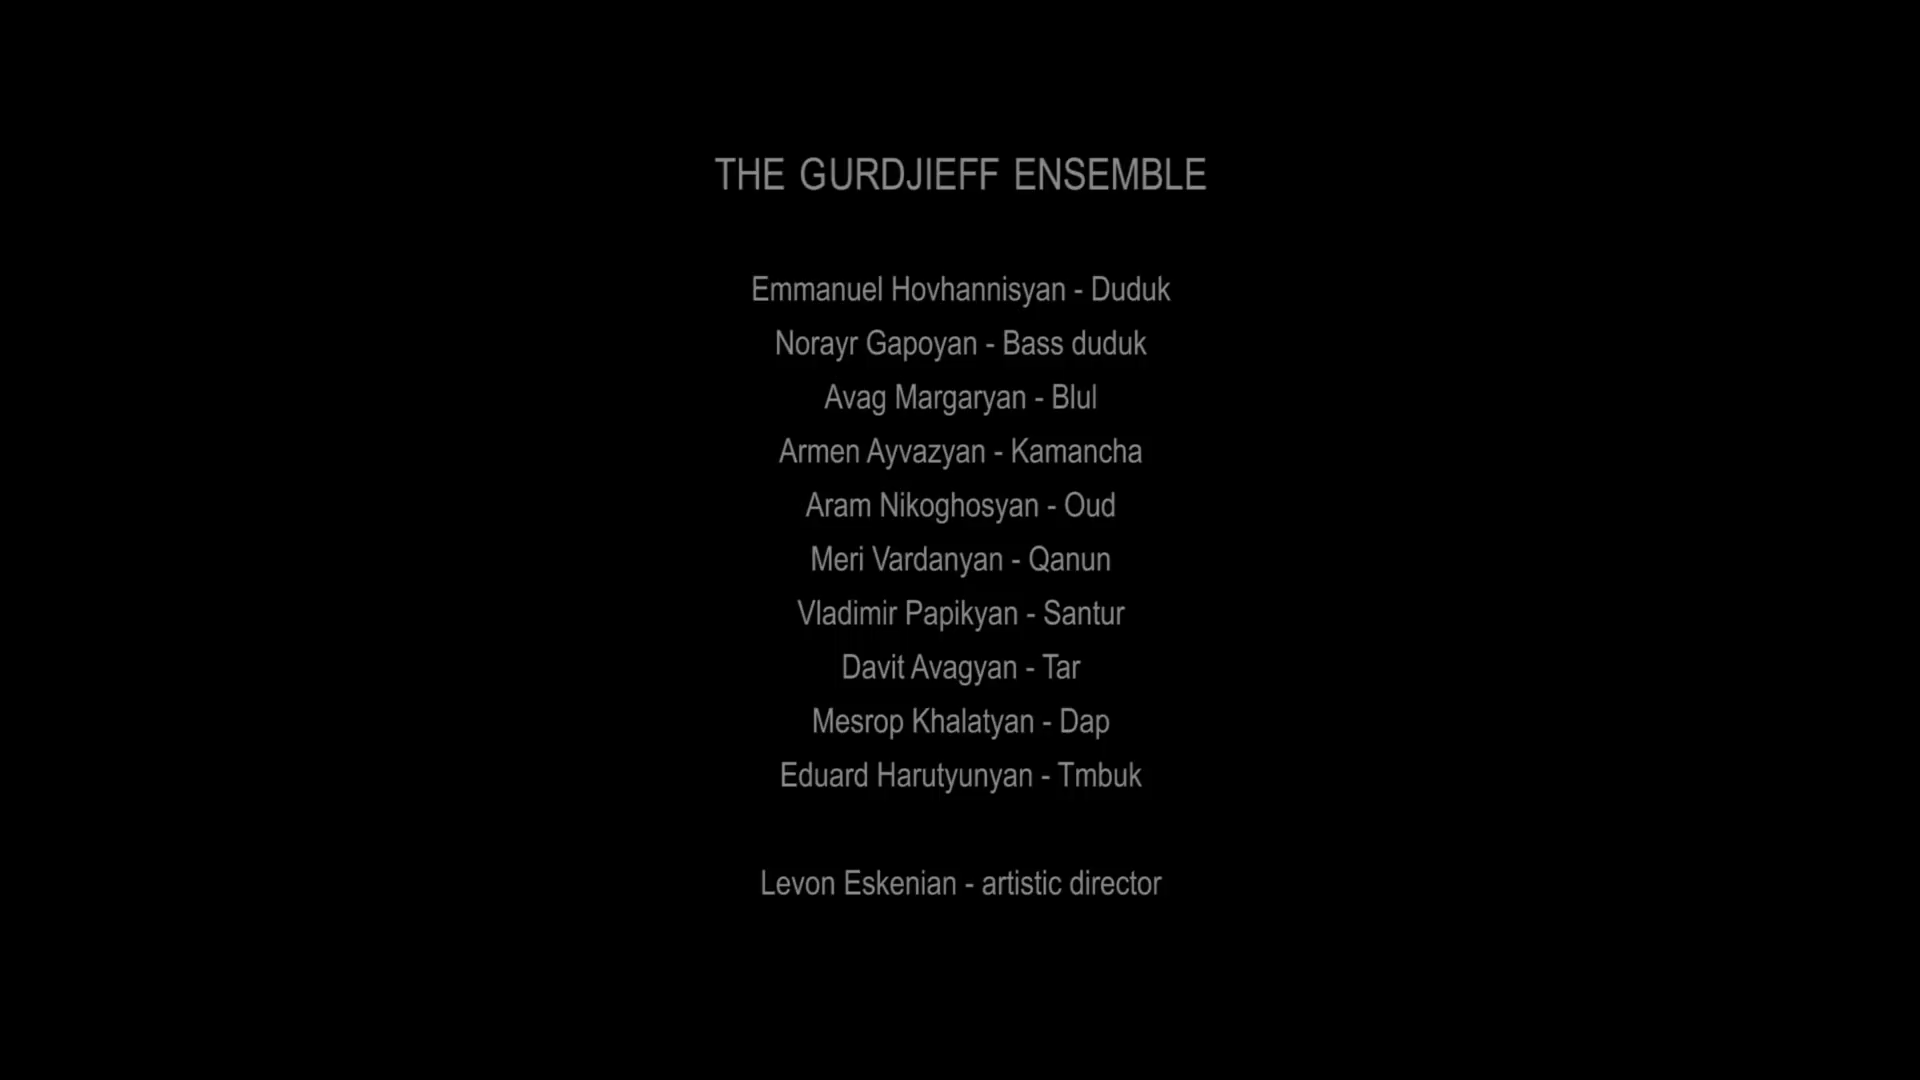 THE GURDJIEFF ENSEMBLE
Emmanuel Hovhannisyan - Duduk
Norayr Gapoyan - Bass duduk
Avag Margaryan - Blul
Armen Ayvazyan - Kamancha
Aram Nikoghosyan - Oud
Meri Vardanyan - Qanun
Vladimir Papikyan - Santur
Davit Avagyan - Tar
Mesrop Khalatyan - Dap
Eduard Harutyunyan - Tmbuk
Levon Eskenian - artistic director